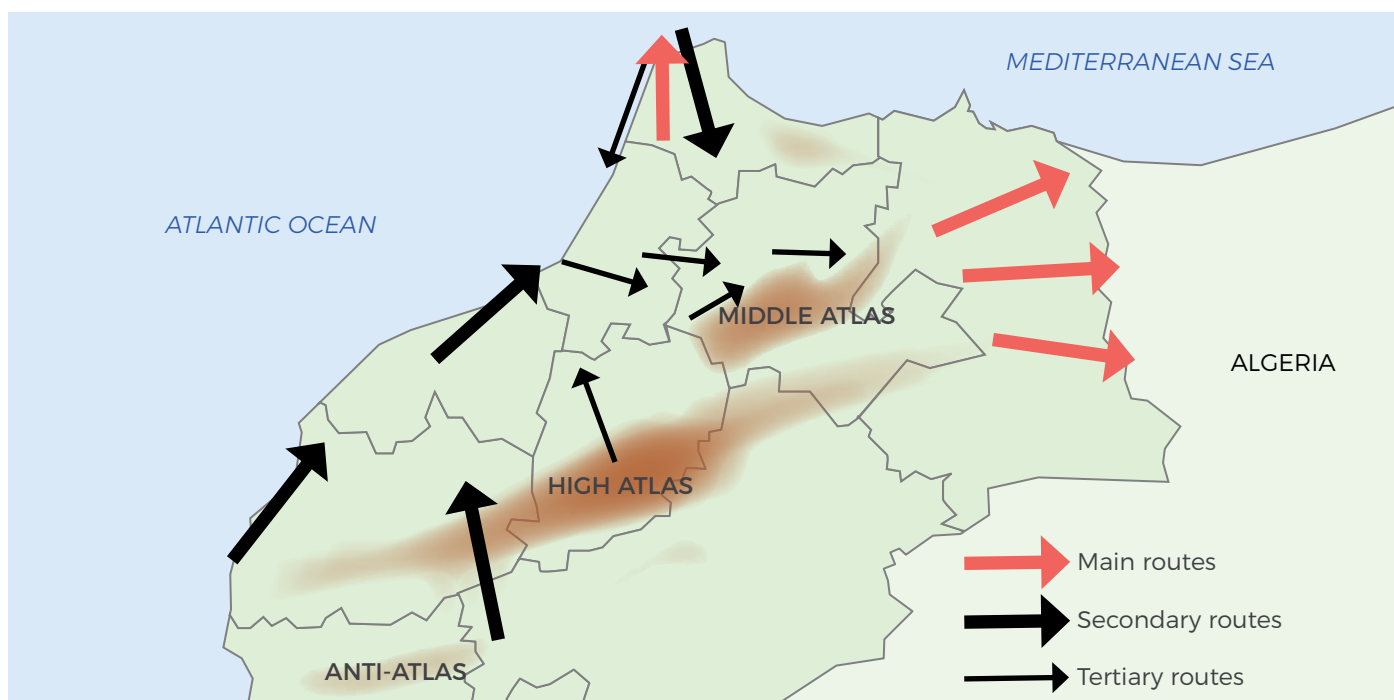 MEDITERRANEAN SEA
ATLANTIC OCEAN
MIDDLE ATLAS
ALGERIA
HIGH ATLAS
Main routes
Secondary routes
ANTI-ATLAS
Tertiary routes